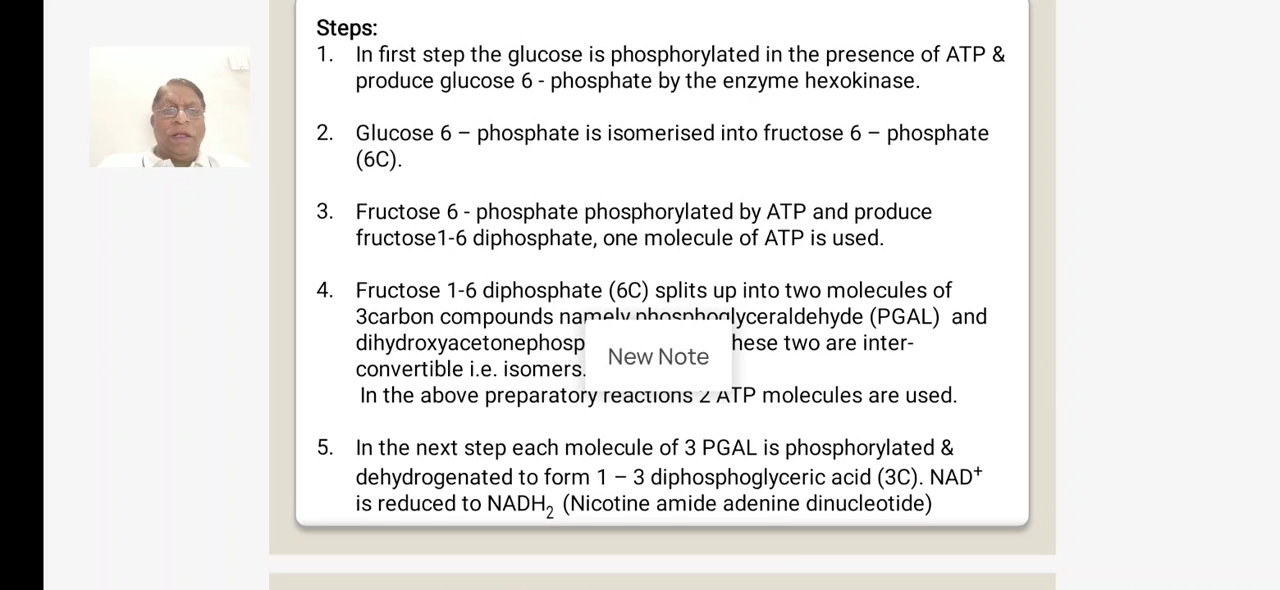 Steps:
1. In first step the glucose is phosphorylated in the presence of ATP &
produce glucose 6 - phosphate by the enzyme hexokinase.
2. Glucose 6 – phosphate is isomerised into fructose 6 – phosphate
(6C).
3. Fructose 6 - phosphate phosphorylated by ATP and produce
fructose1-6 diphosphate, one molecule of ATP is used.
4. Fructose 1-6 diphosphate (6C) splits up into two molecules of
3carbon compounds namely phosphoglyceraldehyde (PGAL) and
dihydroxyacetonephosp hese two are inter-
New Note
convertible i.e. isomers.
In the above preparatory reactions 2 ATP molecules are used.
5. In the next step each molecule of 3 PGAL is phosphorylated &
dehydrogenated to form 1 – 3 diphosphoglyceric acid (3C). NAD⁺
is reduced to NADH₂ (Nicotine amide adenine dinucleotide)